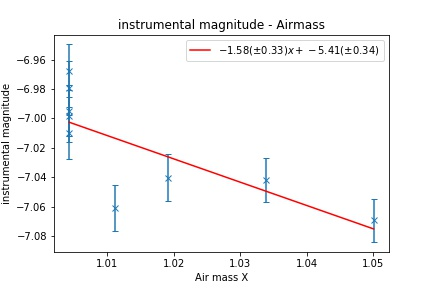 instrumental magnitude - Airmass
−1.58(±0.33)x+ −5.41(±0.34)
instrumental magnitude
−6.96
−6.98
−7.00
−7.02
−7.04
−7.06
−7.08
1.01 1.02 1.03 1.04 1.05
Air mass X